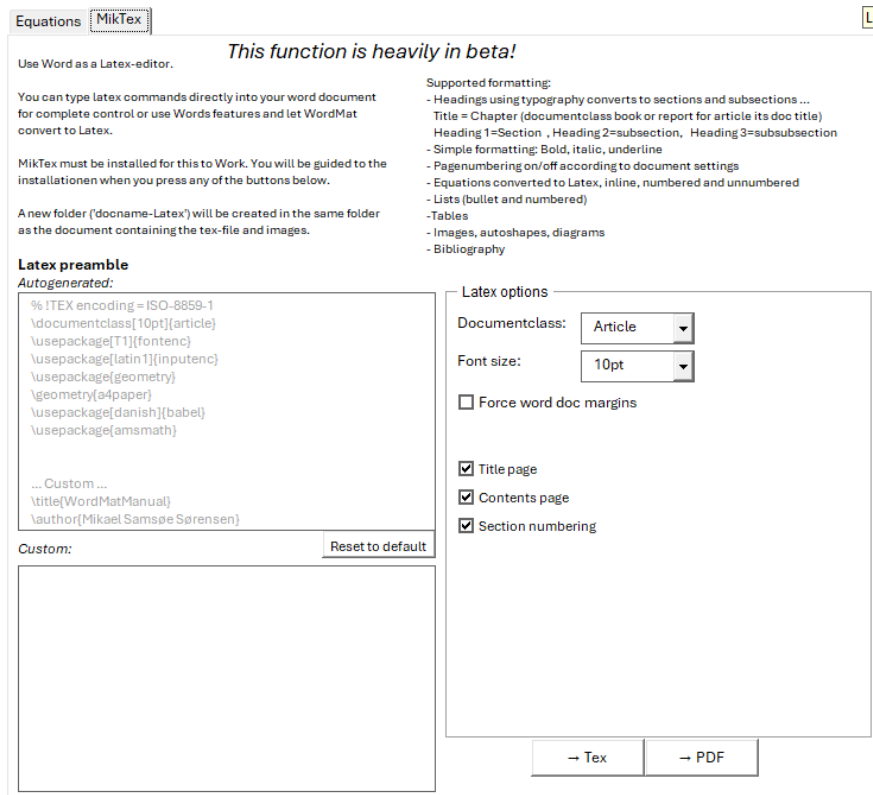 Equations MikTex L
This function is heavily in beta!
Use Word as a Latex-editor.
You can type latex commands directly into your word document
for complete control or use Words features and let WordMat
convert to Latex.
MikTex must be installed for this to Work. You will be guided to the
installationen when you press any of the buttons below.
A new folder ('docname-Latex') will be created in the same folder
as the document containing the tex-file and images.
Supported formatting:
- Headings using typography converts to sections and subsections ...
Title = Chapter (documentclass book or report for article its doc title)
Heading 1=Section , Heading 2=subsection, Heading 3=subsubsection
- Simple formatting: Bold, italic, underline
- Pagenumbering on/off according to document settings
- Equations converted to Latex, inline, numbered and unnumbered
- Lists (bullet and numbered)
-Tables
- Images, autoshapes, diagrams
- Bibliography
Latex preamble
Autogenerated:
% !TEX encoding = ISO-8859-1
\documentclass[10pt]{article}
\usepackage[T1]{fontenc}
\usepackage[latin1]{inputenc}
\usepackage{geometry}
\geometry{a4paper}
\usepackage[danish]{babel}
\usepackage{amsmath}
... Custom ...
\title{WordMatManual}
\author{Mikael Samsøe Sørensen}
Custom:
Reset to default
Latex options
Documentclass: Article
Font size: 10pt
Force word doc margins
Title page
Contents page
Section numbering
→ Tex → PDF